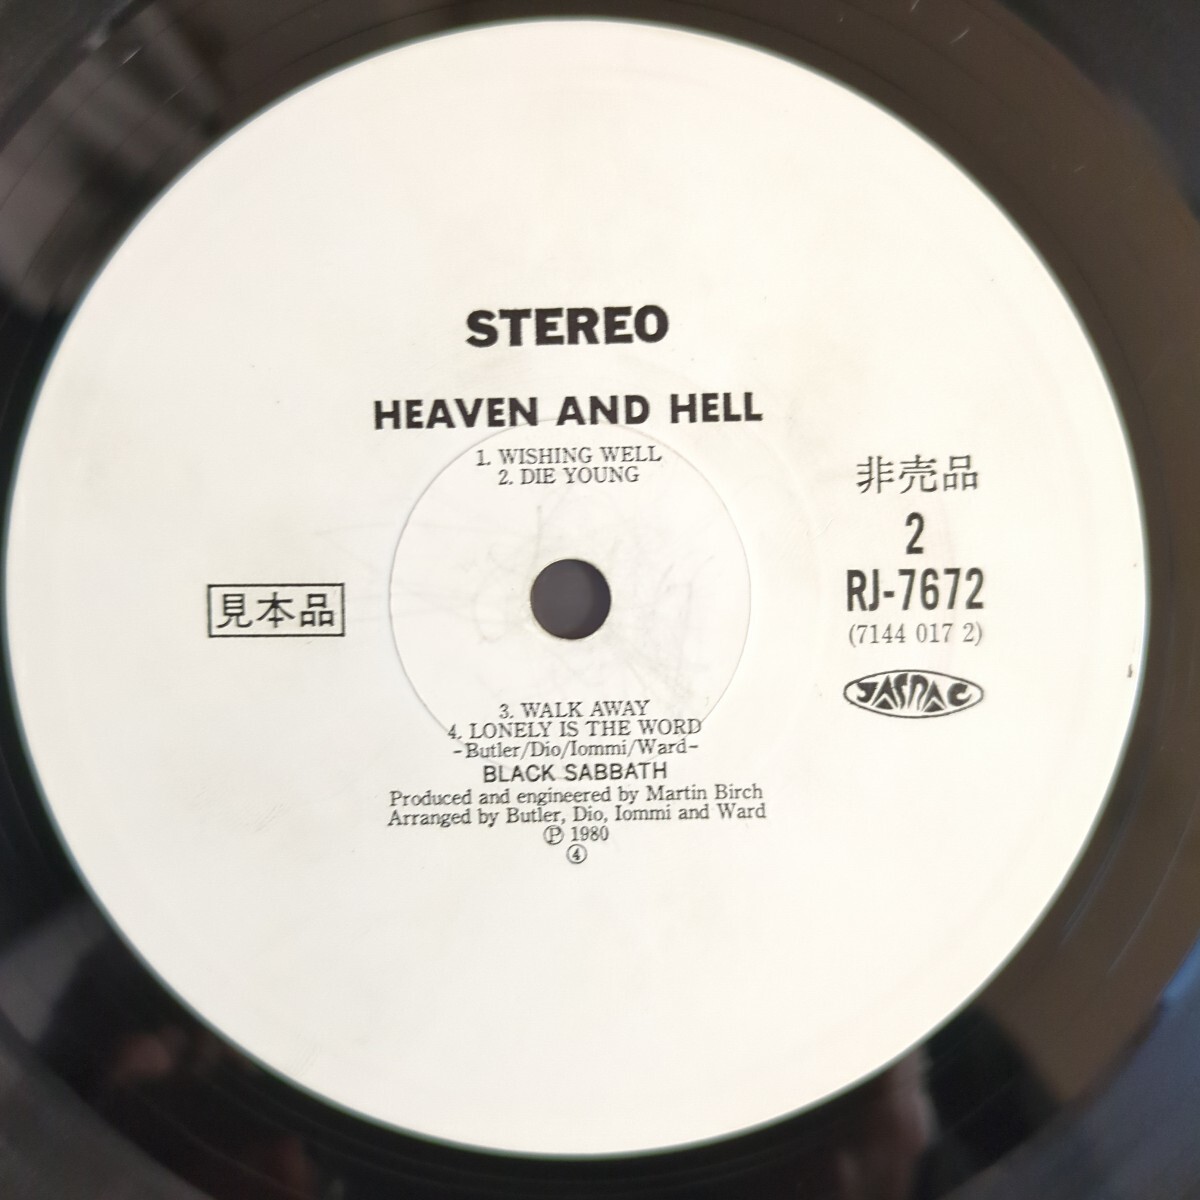 STEREO
HEAVEN AND HELL
1. WISHING WELL
2. DIE YOUNG
非売品
2
RJ-7672
(7144 017 2)
JASRAC
見本品
3. WALK AWAY
4. LONELY IS THE WORD
-Butler/Dio/Iommi/Ward-
BLACK SABBATH
Produced and engineered by Martin Birch
Arranged by Butler, Dio, Iommi and Ward
Ⓟ 1980
④